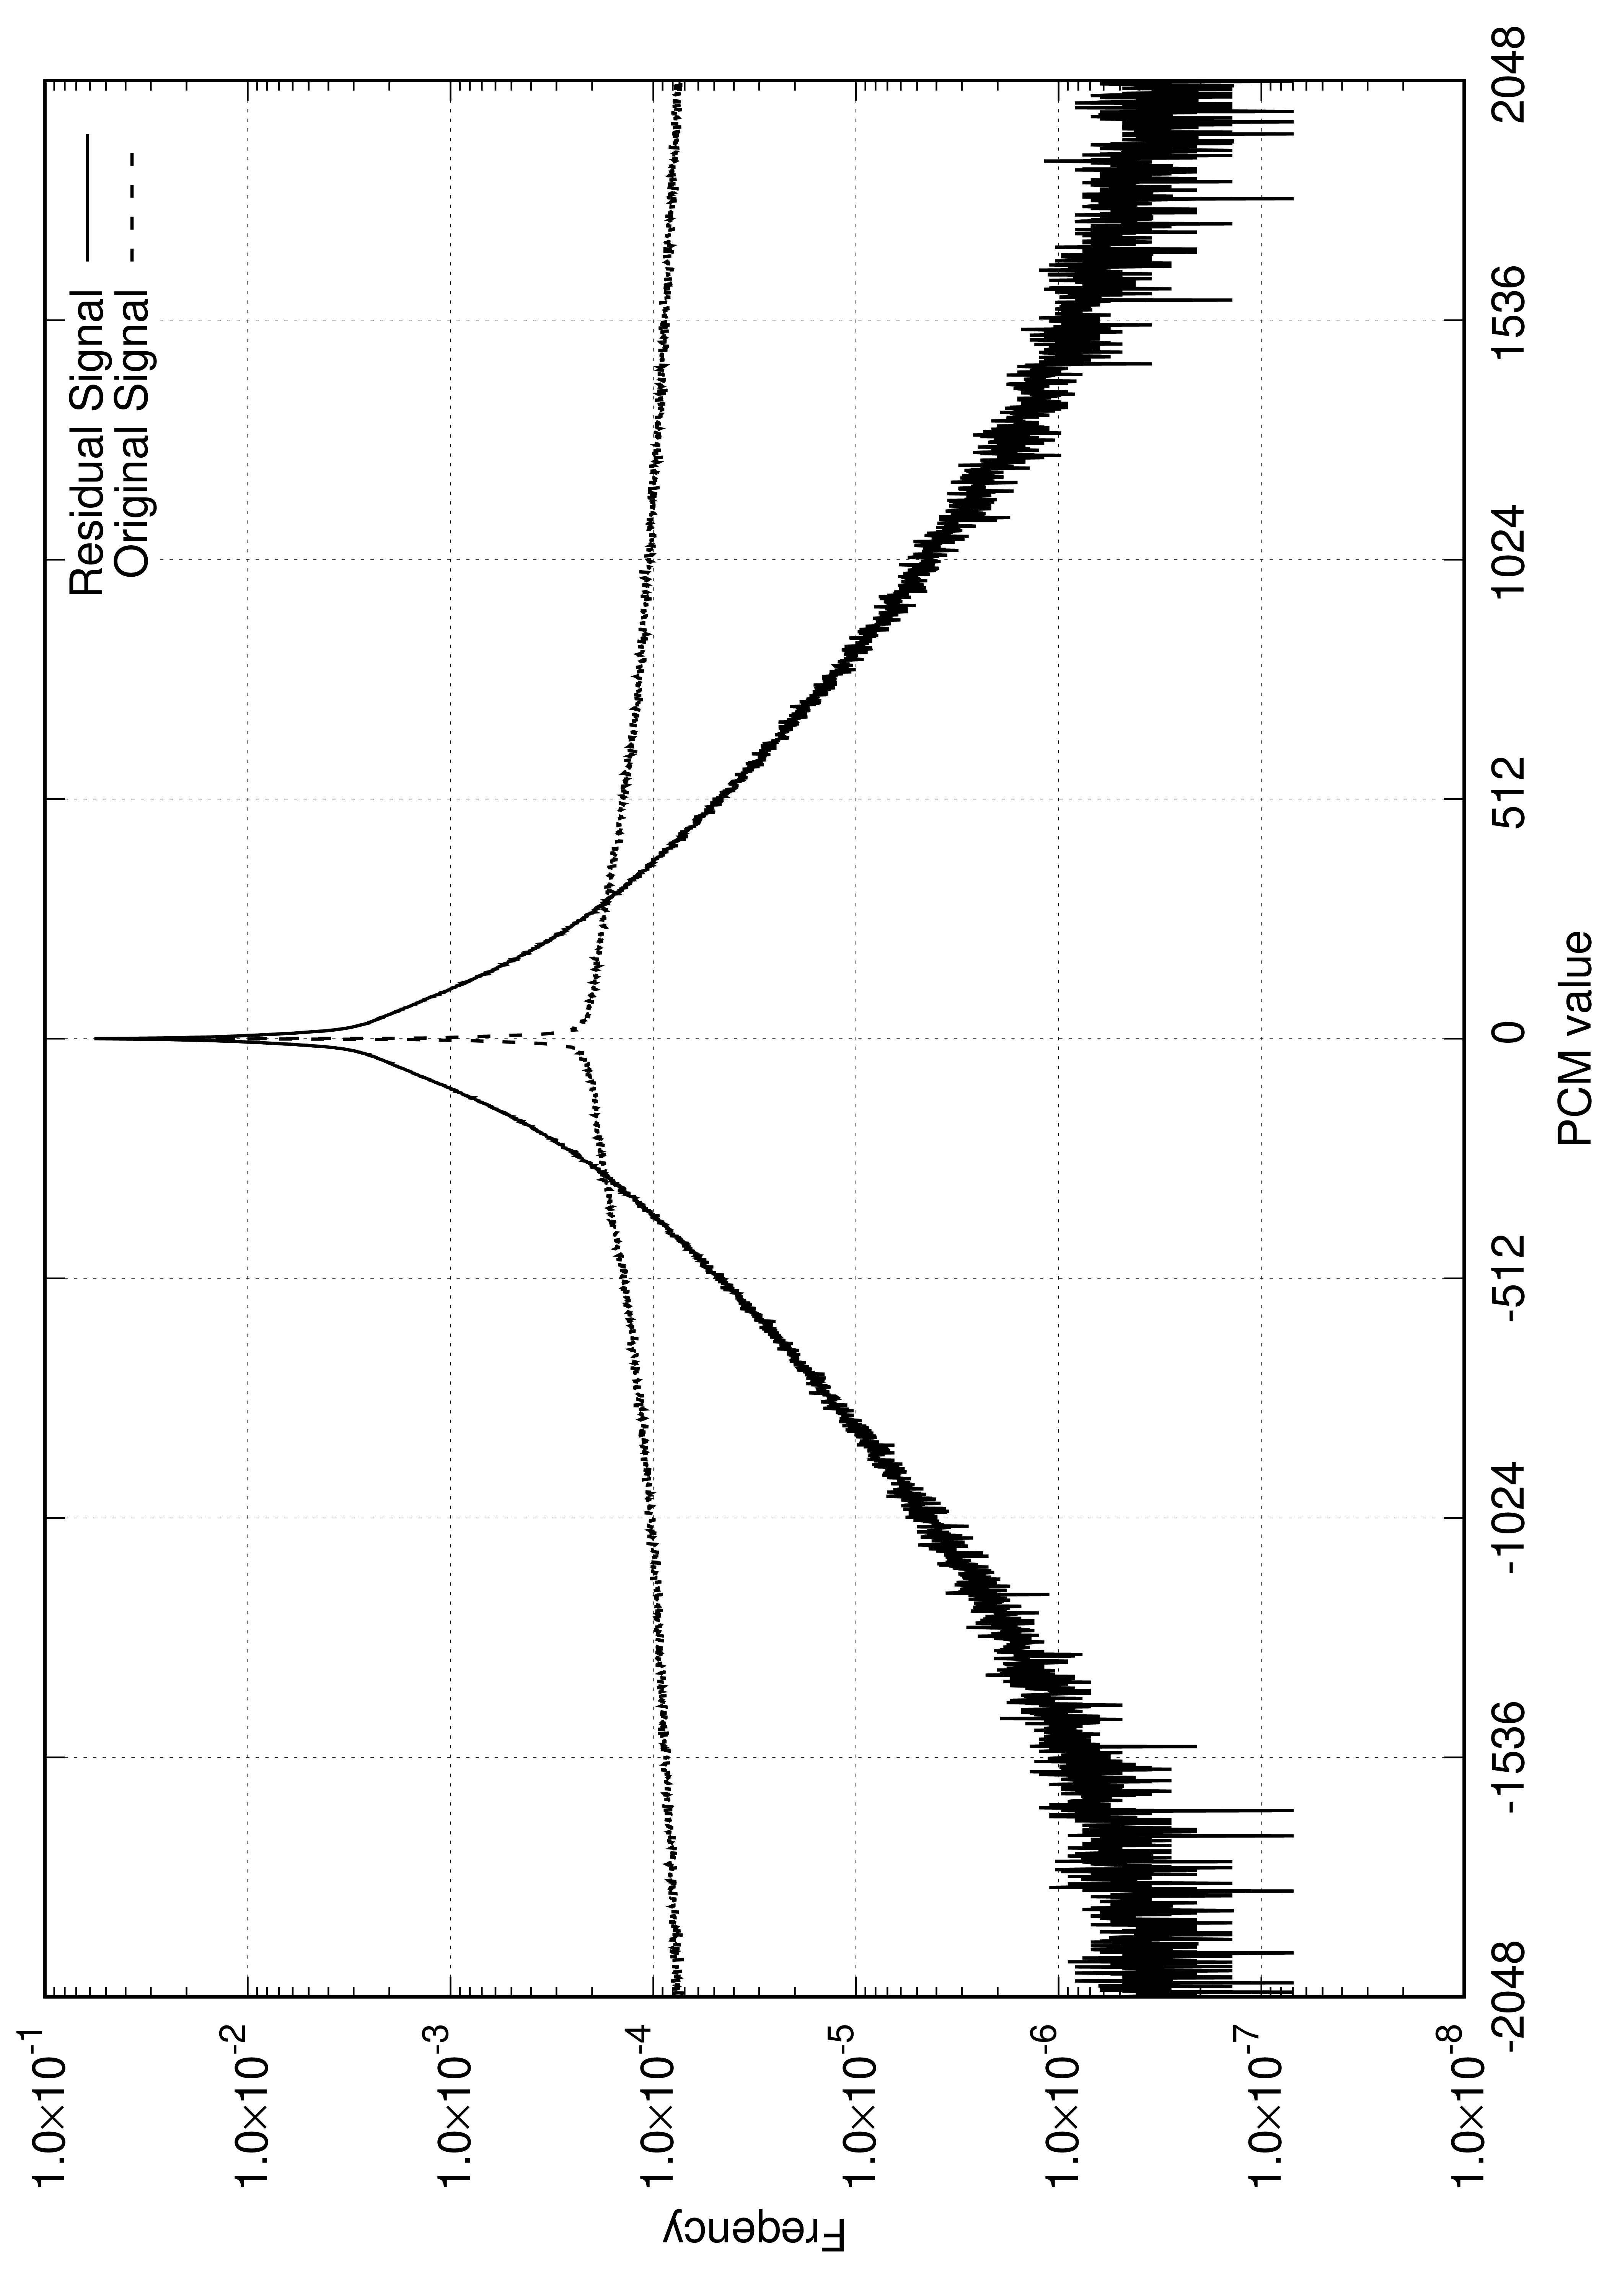 Residual Signal
Original Signal
Freqency
1.0×10⁻¹
1.0×10⁻²
1.0×10⁻³
1.0×10⁻⁴
1.0×10⁻⁵
1.0×10⁻⁶
1.0×10⁻⁷
1.0×10⁻⁸
-2048 -1536 -1024 -512 0 512 1024 1536 2048
PCM value